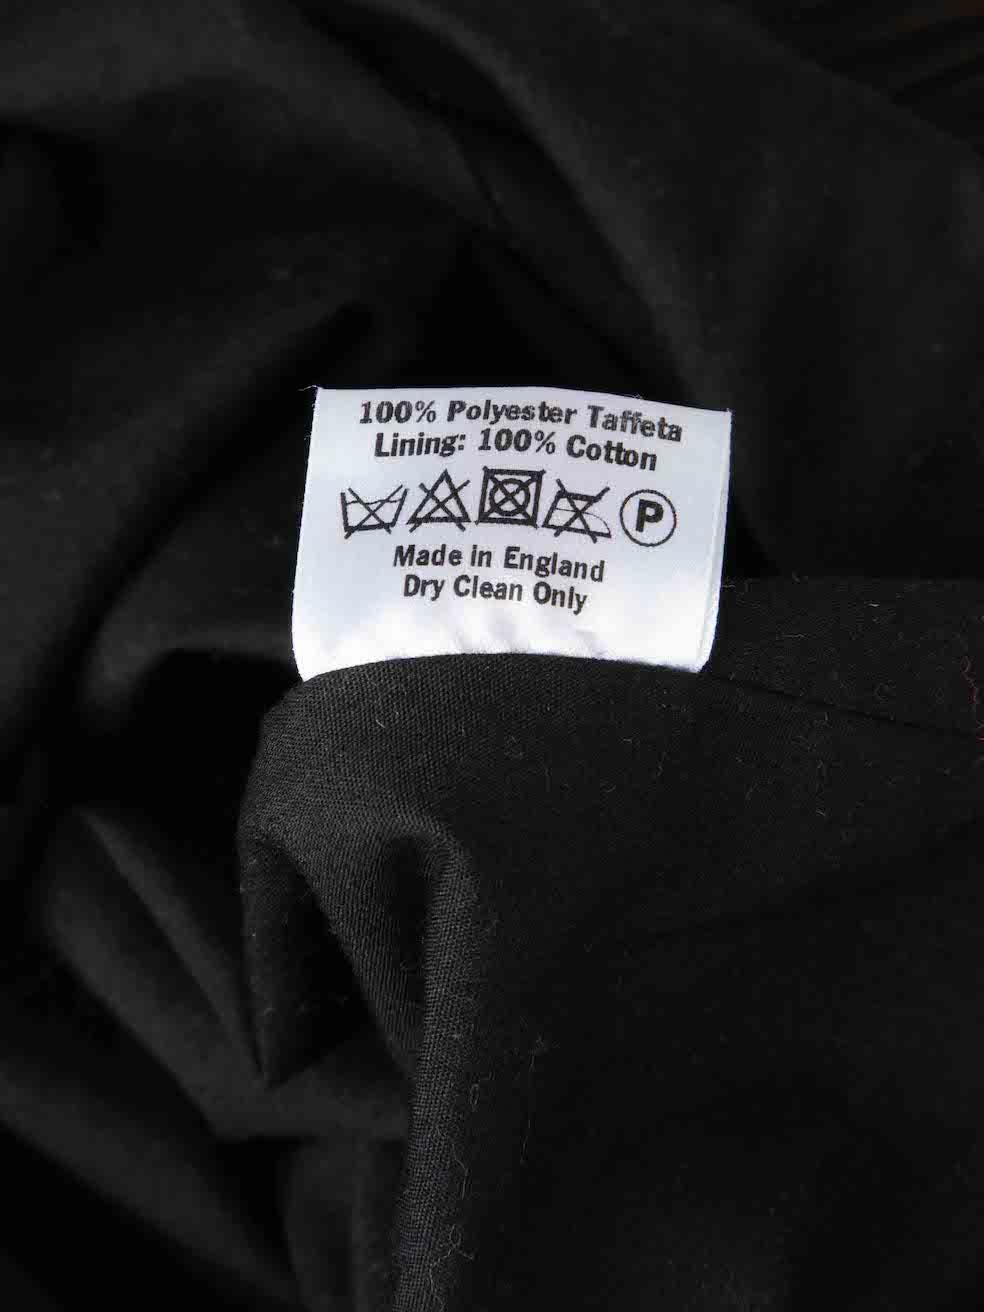 100% Polyester Taffeta
Lining: 100% Cotton
P
Made in England
Dry Clean Only